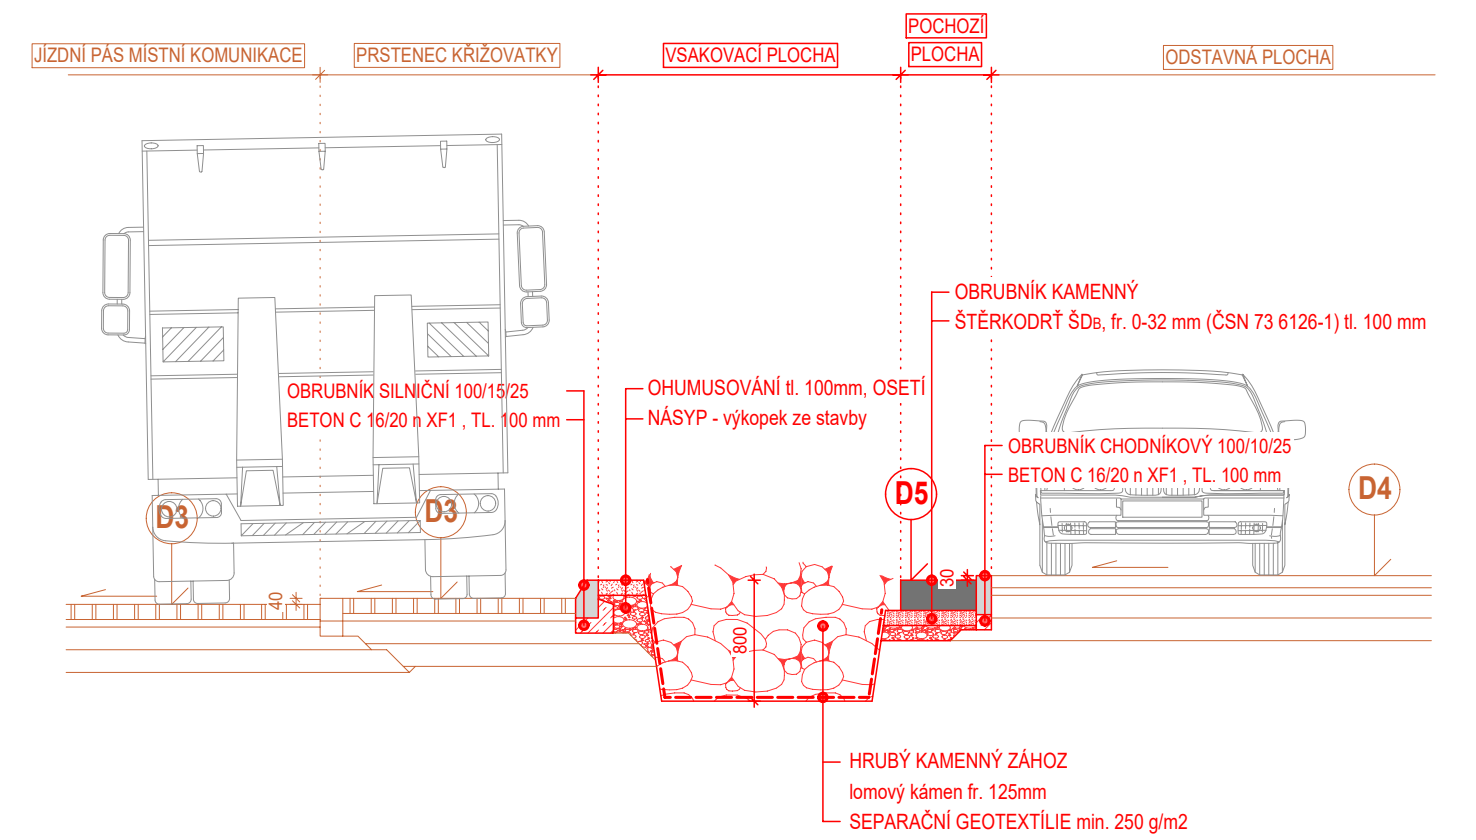 JÍZDNÍ PÁS MÍSTNÍ KOMUNIKACE
PRSTENEC KŘIŽOVATKY
VSAKOVACÍ PLOCHA
POCHOZÍ
PLOCHA
ODSTAVNÁ PLOCHA
OBRUBNÍK KAMENNÝ
ŠTĚRKODRŤ ŠDB, fr. 0-32 mm (ČSN 73 6126-1) tl. 100 mm
OBRUBNÍK SILNIČNÍ 100/15/25
BETON C 16/20 n XF1 , TL. 100 mm
OHUMUSOVÁNÍ tl. 100mm, OSETÍ
NÁSYP - výkopek ze stavby
OBRUBNÍK CHODNÍKOVÝ 100/10/25
BETON C 16/20 n XF1 , TL. 100 mm
D3
D3
D5
D4
40
30
800
HRUBÝ KAMENNÝ ZÁHOZ
lomový kámen fr. 125mm
SEPARAČNÍ GEOTEXTÍLIE min. 250 g/m2